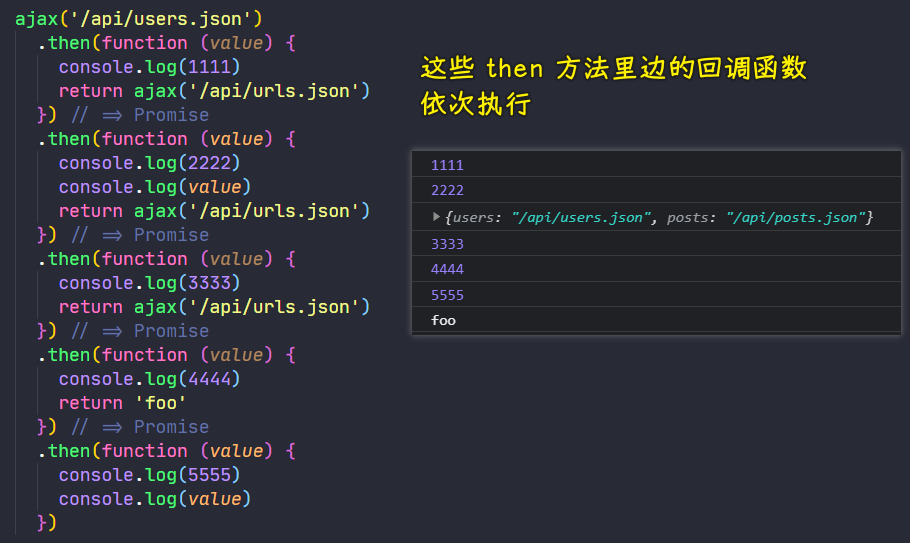 ajax('/api/users.json')
.then(function (value) {
console.log(1111)
return ajax('/api/urls.json')
}) // => Promise
.then(function (value) {
console.log(2222)
console.log(value)
return ajax('/api/urls.json')
}) // => Promise
.then(function (value) {
console.log(3333)
return ajax('/api/urls.json')
}) // => Promise
.then(function (value) {
console.log(4444)
return 'foo'
}) // => Promise
.then(function (value) {
console.log(5555)
console.log(value)
})
这些 then 方法里边的回调函数
依次执行
1111
2222
{users: "/api/users.json", posts: "/api/posts.json"}
3333
4444
5555
foo